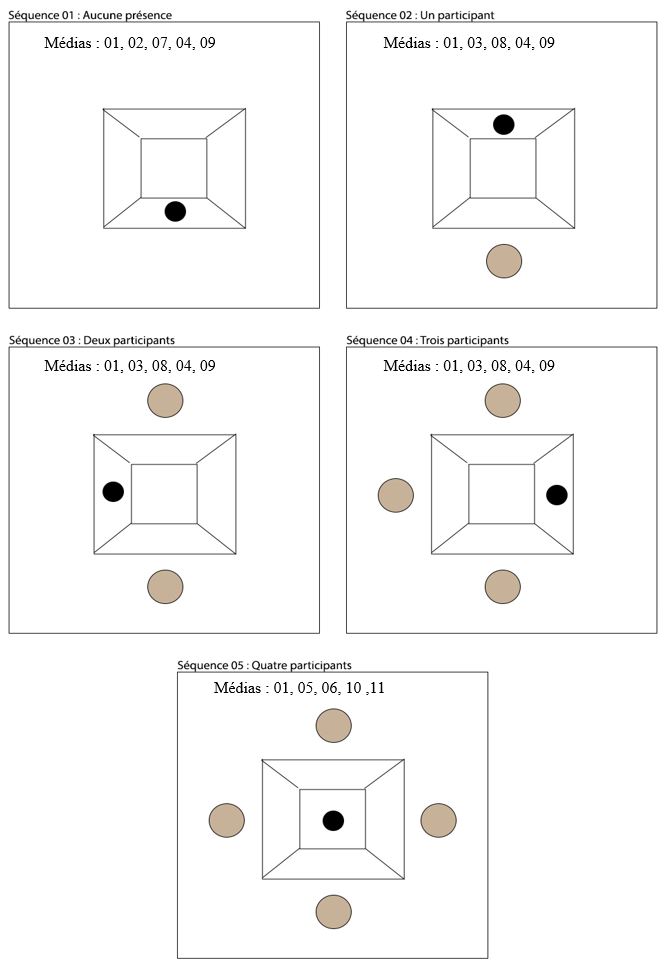 Séquence 01 : Aucune présence
Médias : 01, 02, 07, 04, 09
Séquence 02 : Un participant
Médias : 01, 03, 08, 04, 09
Séquence 03 : Deux participants
Médias : 01, 03, 08, 04, 09
Séquence 04 : Trois participants
Médias : 01, 03, 08, 04, 09
Séquence 05 : Quatre participants
Médias : 01, 05, 06, 10 ,11